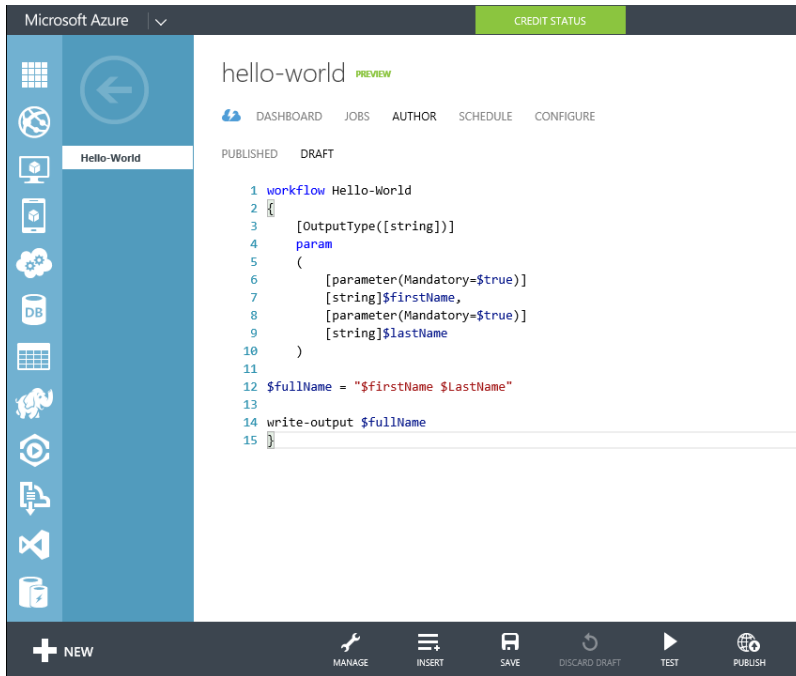 Microsoft Azure
CREDIT STATUS
hello-world PREVIEW
DASHBOARD JOBS AUTHOR SCHEDULE CONFIGURE
Hello-World
PUBLISHED DRAFT
1 workflow Hello-World
2 {
3 [OutputType([string])]
4 param
5 (
6 [parameter(Mandatory=$true)]
7 [string]$firstName,
8 [parameter(Mandatory=$true)]
9 [string]$lastName
10 )
11
12 $fullName = "$firstName $LastName"
13
14 write-output $fullName
15 }
DB
NEW
MANAGE INSERT SAVE DISCARD DRAFT TEST PUBLISH